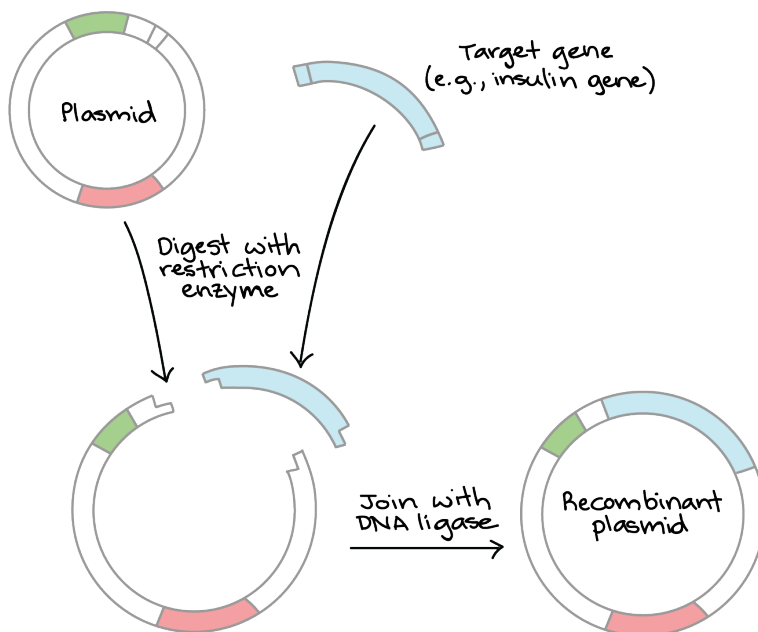 Plasmid
Target gene
(e.g., insulin gene)
Digest with
restriction
enzyme
Join with
DNA ligase
Recombinant
plasmid